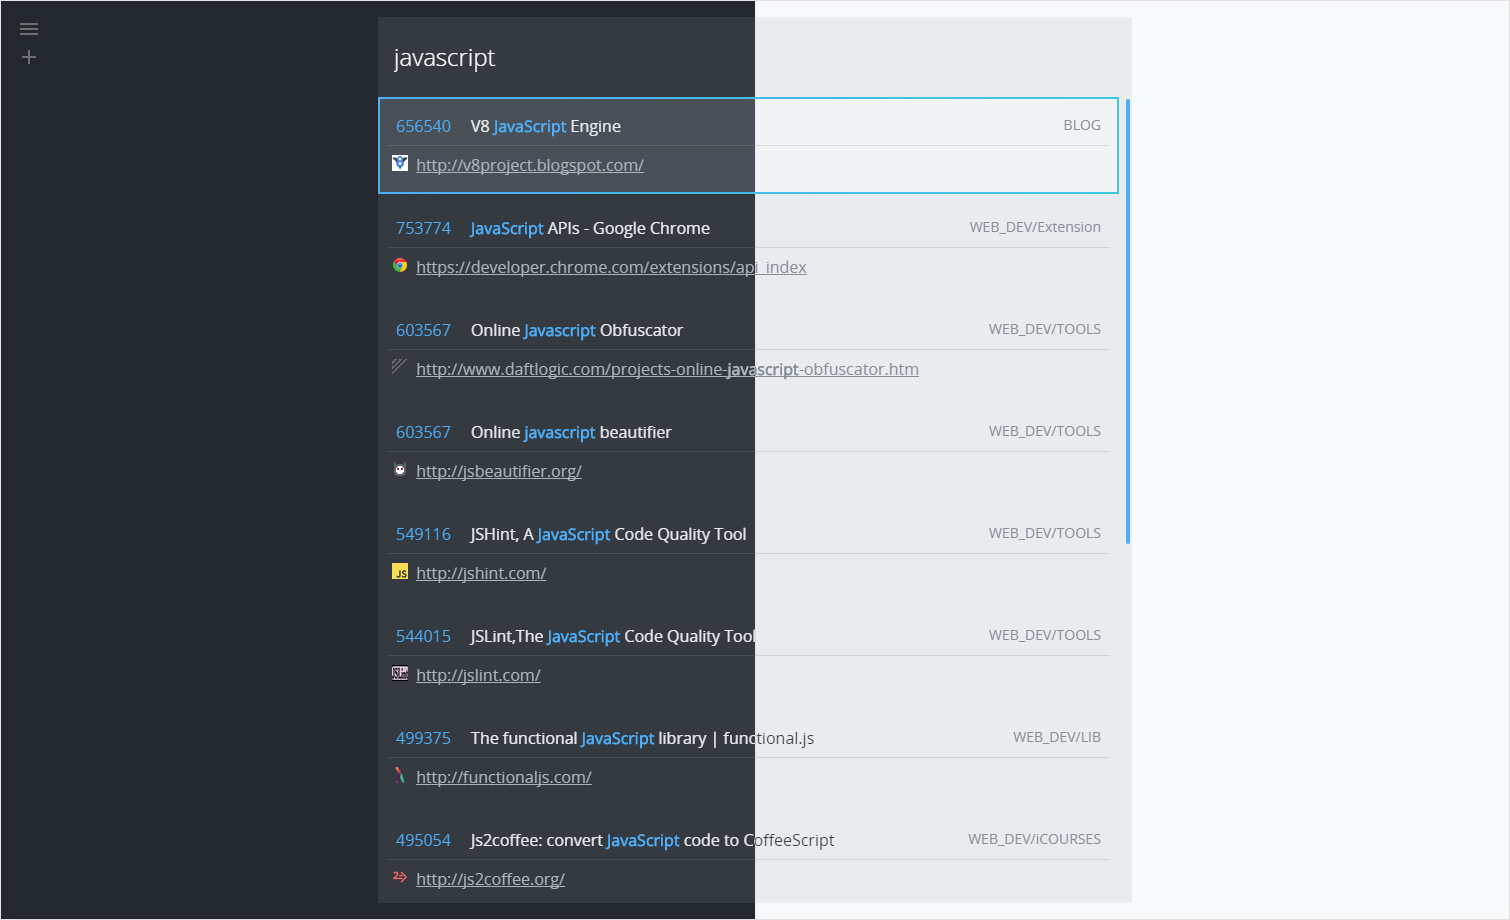 javascript
656540 V8 JavaScript Engine BLOG
http://v8project.blogspot.com/
753774 JavaScript APIs - Google Chrome WEB_DEV/Extension
https://developer.chrome.com/extensions/api_index
603567 Online Javascript Obfuscator WEB_DEV/TOOLS
http://www.daftlogic.com/projects-online-javascript-obfuscator.htm
603567 Online javascript beautifier WEB_DEV/TOOLS
http://jsbeautifier.org/
549116 JSHint, A JavaScript Code Quality Tool WEB_DEV/TOOLS
JS http://jshint.com/
544015 JSLint,The JavaScript Code Quality Tool WEB_DEV/TOOLS
http://jslint.com/
499375 The functional JavaScript library | functional.js WEB_DEV/LIB
http://functionaljs.com/
495054 Js2coffee: convert JavaScript code to CoffeeScript WEB_DEV/iCOURSES
http://js2coffee.org/